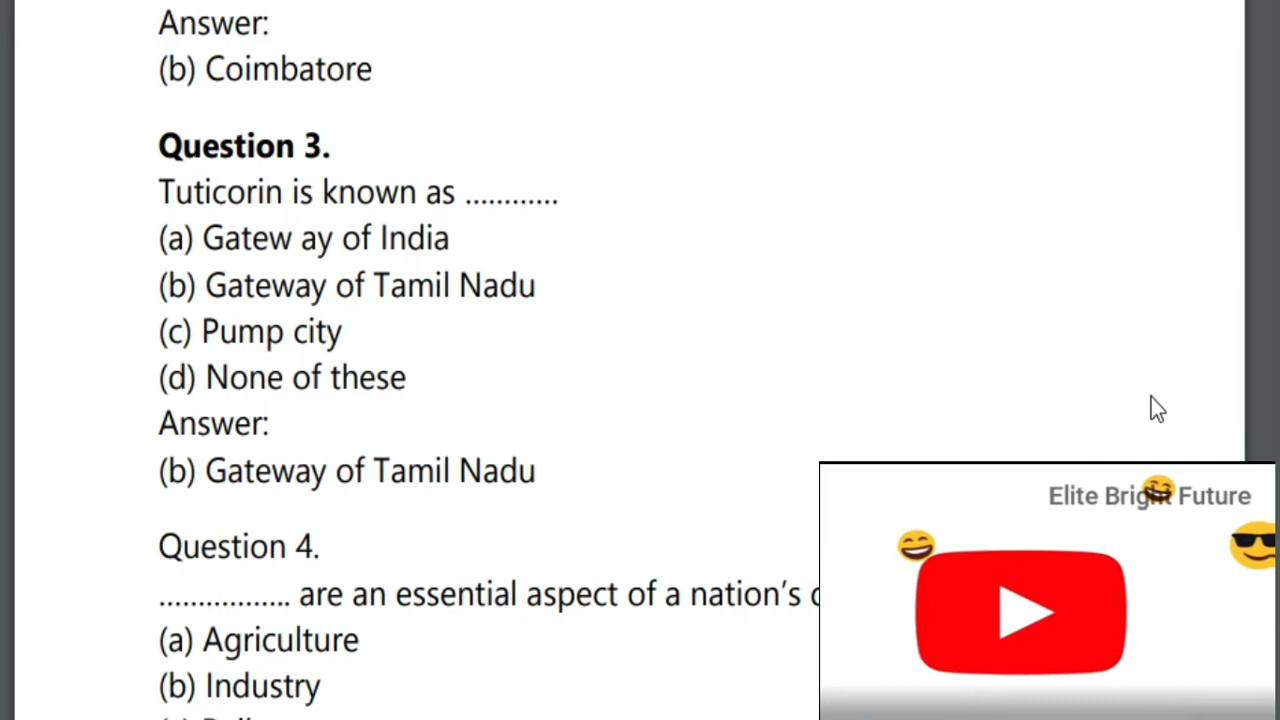 Answer:
(b) Coimbatore
Question 3.
Tuticorin is known as ............
(a) Gatew ay of India
(b) Gateway of Tamil Nadu
(c) Pump city
(d) None of these
Answer:
(b) Gateway of Tamil Nadu
Question 4.
................. are an essential aspect of a nation's
(a) Agriculture
(b) Industry
Elite Bright Future